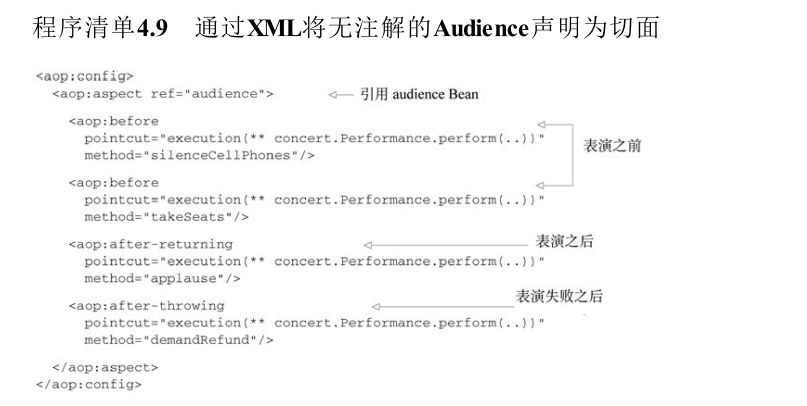 程序清单4.9 通过XML将无注解的Audience声明为切面
<aop:config>
<aop:aspect ref="audience"> 引用 audience Bean
<aop:before
pointcut="execution(** concert.Performance.perform(..))"
method="silenceCellPhones"/> 表演之前
<aop:before
pointcut="execution(** concert.Performance.perform(..))"
method="takeSeats"/>
<aop:after-returning 表演之后
pointcut="execution(** concert.Performance.perform(..))"
method="applause"/>
<aop:after-throwing 表演失败之后
pointcut="execution(** concert.Performance.perform(..))"
method="demandRefund"/>
</aop:aspect>
</aop:config>